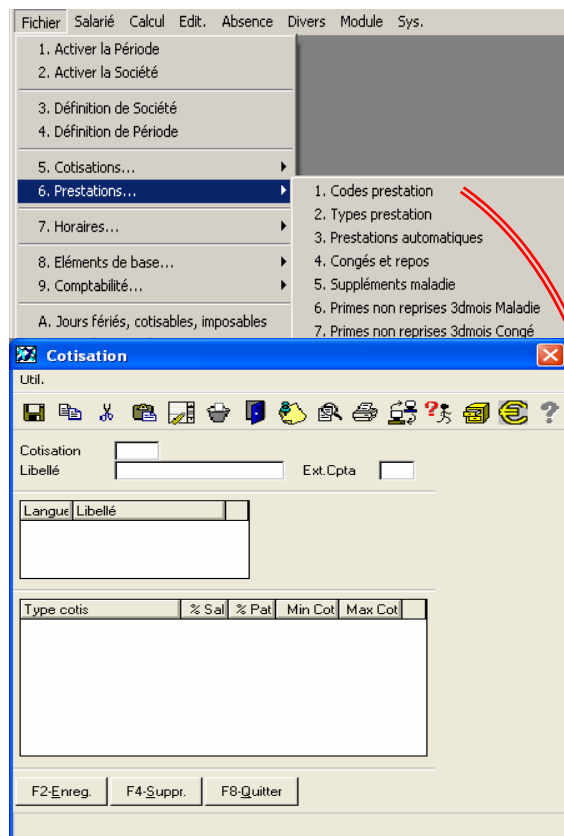 Fichier Salarié Calcul Edit. Absence Divers Module Sys.
1. Activer la Période
2. Activer la Société
3. Définition de Société
4. Définition de Période
5. Cotisations...
6. Prestations...
1. Codes prestation
2. Types prestation
7. Horaires...
3. Prestations automatiques
4. Congés et repos
8. Eléments de base...
5. Suppléments maladie
9. Comptabilité...
6. Primes non reprises 3dmois Maladie
A. Jours fériés, cotisables, imposables
7. Primes non reprises 3dmois Congé
Cotisation
Util.
Cotisation
Libellé Ext.Cpta
Langue Libellé
Type cotis % Sal % Pat Min Cot Max Cot
F2-Enreg. F4-Suppr. F8-Quitter